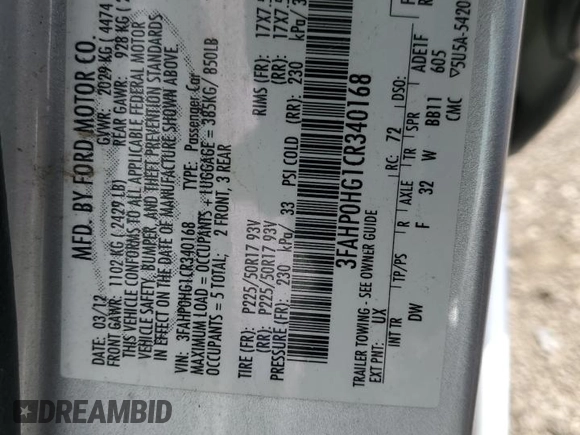 MFD. BY FORD MOTOR CO.
DATE: 03/12 GVWR: 2029 KG ( 4474
FRONT GAWR: 1102 KG ( 2429 LB) REAR GAWR: 928 KG
THIS VEHICLE CONFORMS TO ALL APPLICABLE FEDERAL MOTOR
VEHICLE SAFETY, BUMPER, AND THEFT PREVENTION STANDARDS
IN EFFECT ON THE DATE OF MANUFACTURE SHOWN ABOVE.
VIN: 3FAHP0HG1CR340168 TYPE: Passenger Car
MAXIMUM LOAD = OCCUPANTS + LUGGAGE = 385KG/ 850LB
OCCUPANTS = 5 TOTAL: 2 FRONT, 3 REAR
TIRE (FR): P225/50R17 93V RIMS (FR): 17X7
(RR): P225/50R17 93V (RR): 17X7
PRESSURE (FR): 230 kPa/ 33 PSI COLD (RR): 230 kPa
3FAHP0HG1CR340168
TRAILER TOWING - SEE OWNER GUIDE
EXT PNT: UX RC: 72 DSO:
INT TR TP/PS R AXLE TR SPR
DW F 32 W BB11 ADE1F
605
CMC 5U5A-5420
DREAMBID